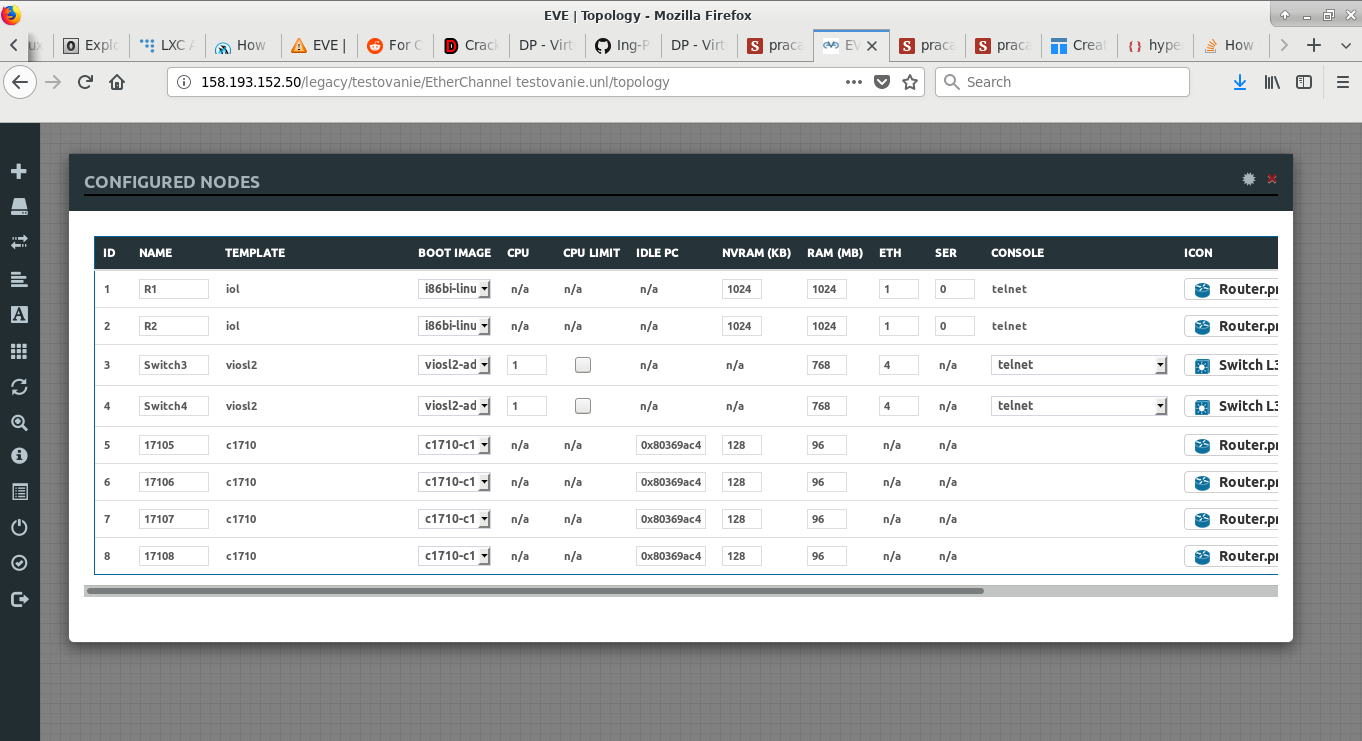 EVE | Topology - Mozilla Firefox
ux Explo LXC A How EVE | For C Crack DP - Virt Ing-P DP - Virt praca EV praca praca Creat hype How
158.193.152.50/legacy/testovanie/EtherChannel testovanie.unl/topology Search
CONFIGURED NODES
ID NAME TEMPLATE BOOT IMAGE CPU CPU LIMIT IDLE PC NVRAM (KB) RAM (MB) ETH SER CONSOLE ICON
1 R1 iol i86bi-linu n/a n/a n/a 1024 1024 1 0 telnet Router.pr
2 R2 iol i86bi-linu n/a n/a n/a 1024 1024 1 0 telnet Router.pr
3 Switch3 viosl2 viosl2-ad 1 n/a n/a 768 4 n/a telnet Switch L3
4 Switch4 viosl2 viosl2-ad 1 n/a n/a 768 4 n/a telnet Switch L3
5 17105 c1710 c1710-c1 n/a n/a 0x80369ac4 128 96 n/a n/a Router.pr
6 17106 c1710 c1710-c1 n/a n/a 0x80369ac4 128 96 n/a n/a Router.pr
7 17107 c1710 c1710-c1 n/a n/a 0x80369ac4 128 96 n/a n/a Router.pr
8 17108 c1710 c1710-c1 n/a n/a 0x80369ac4 128 96 n/a n/a Router.pr